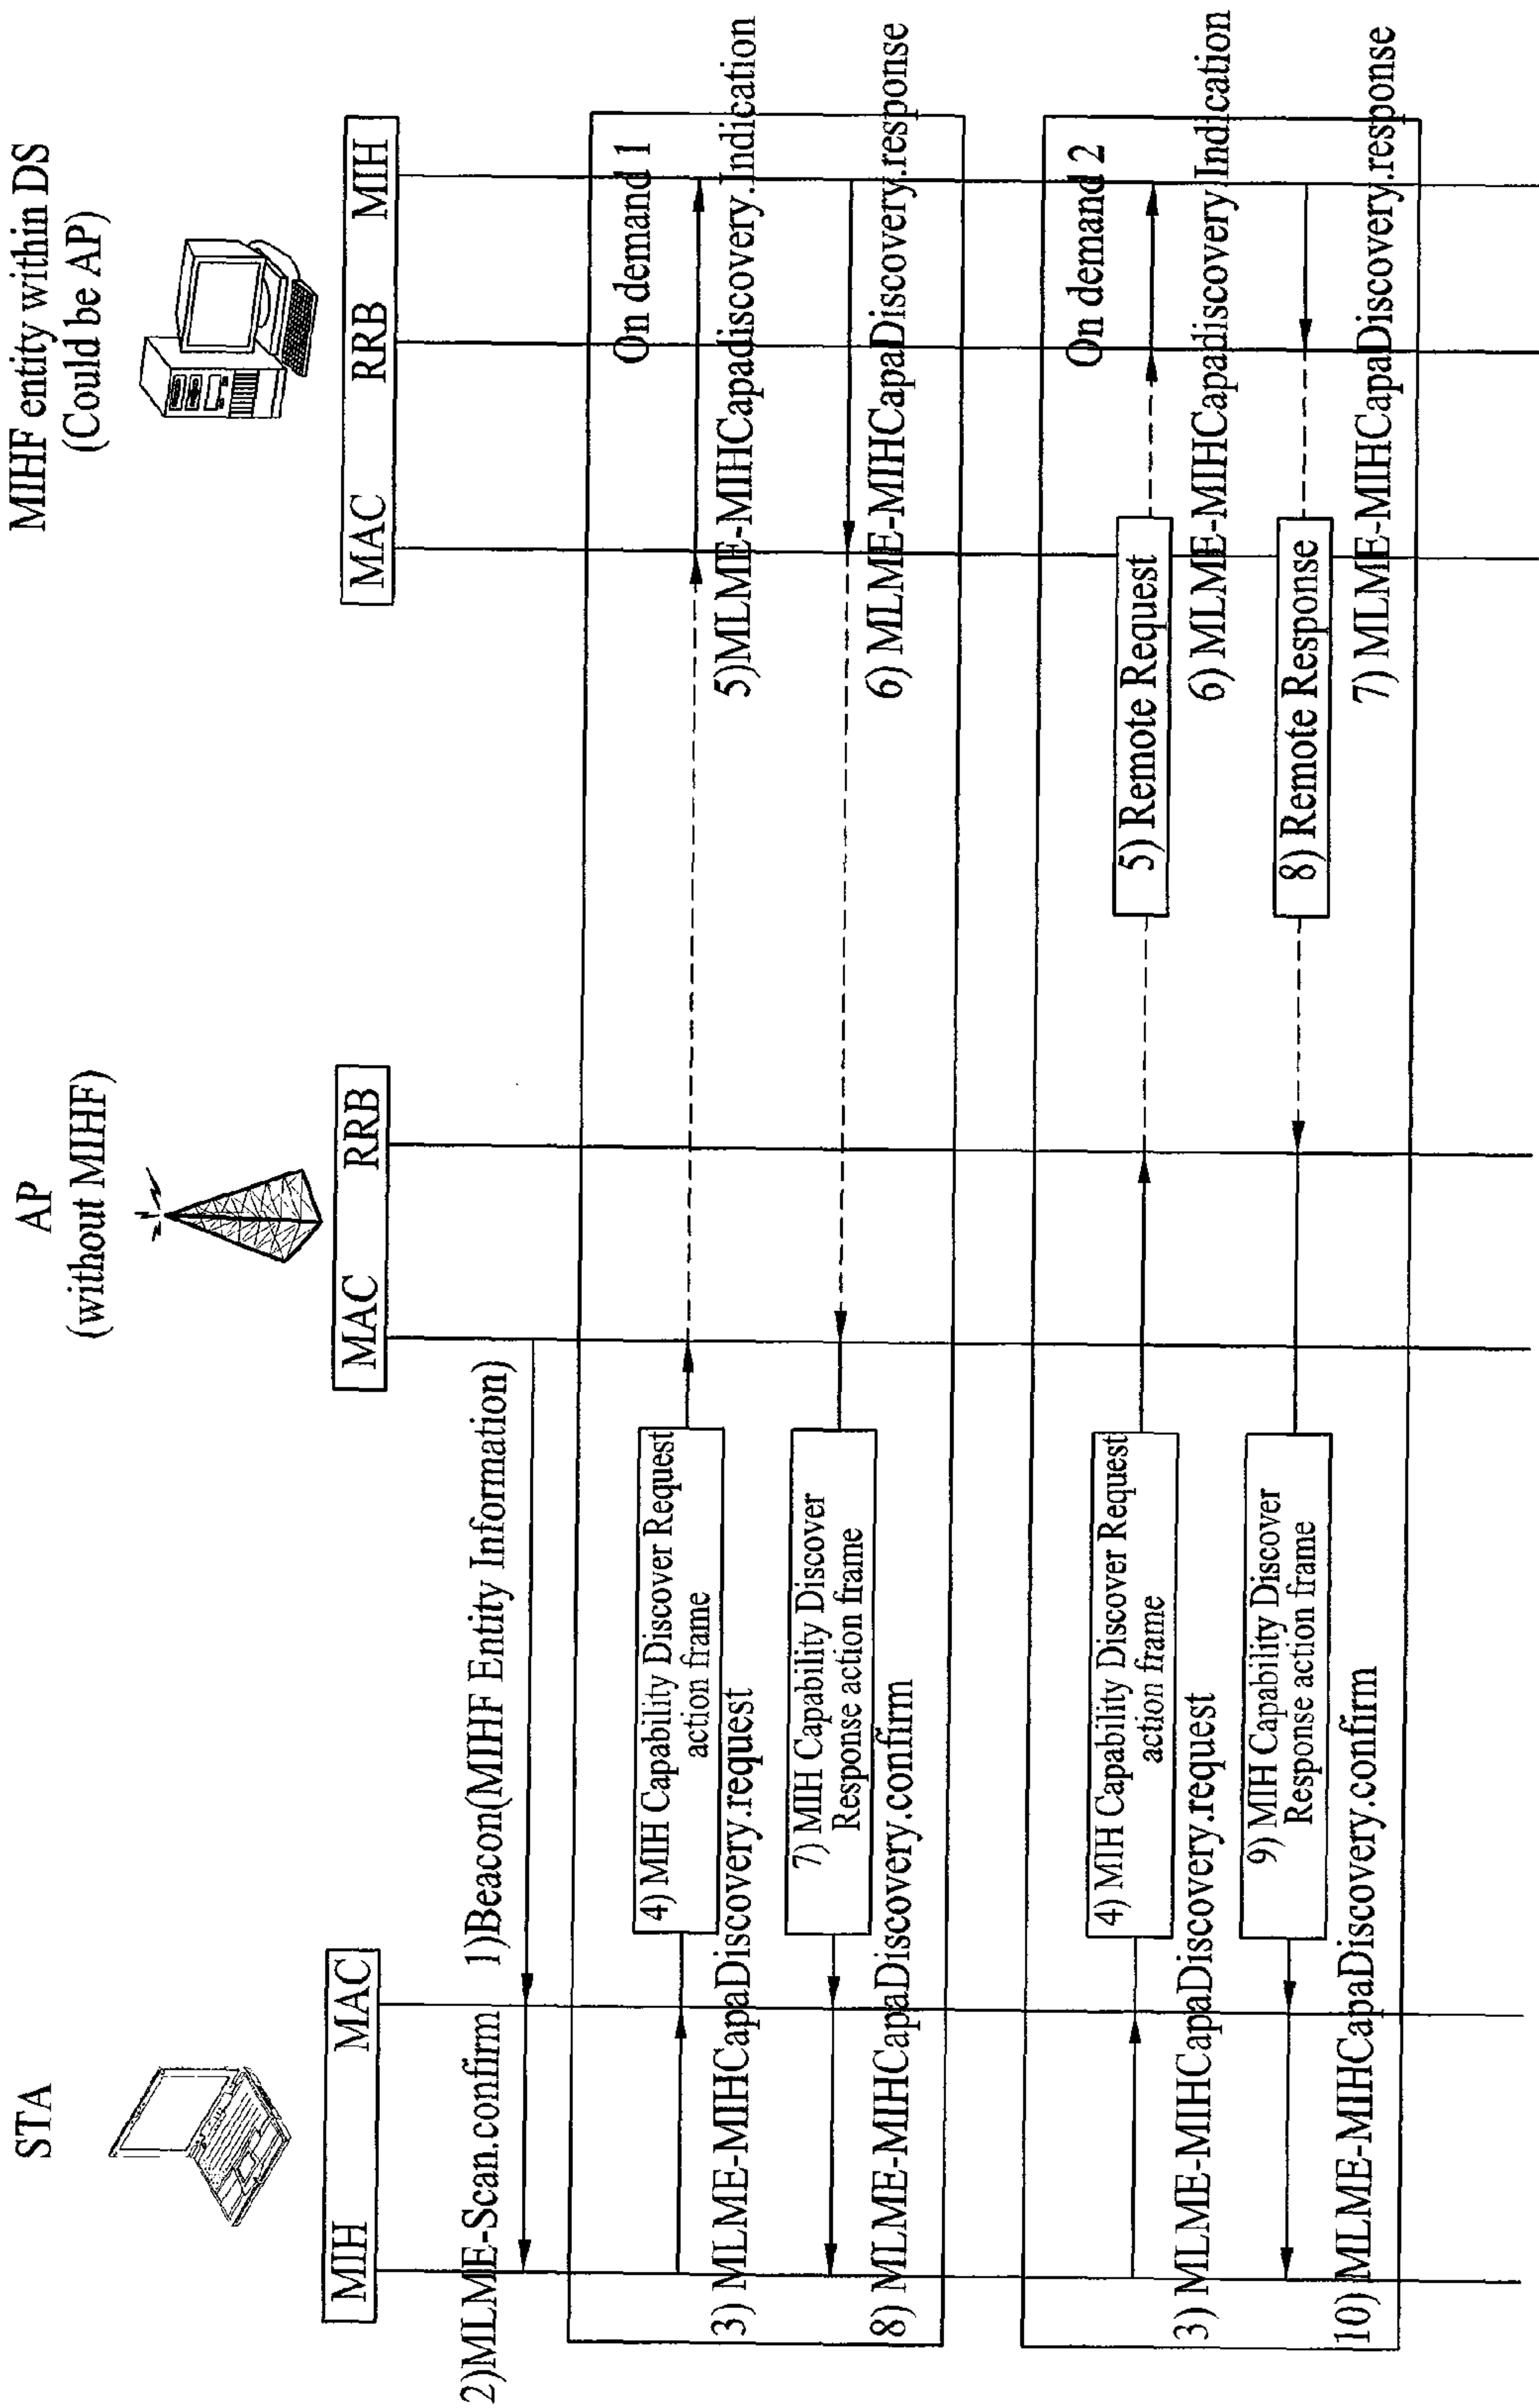 STA
AP
(without MIHF)
MIHF entity within DS
(Could be AP)
MIH
MAC
MAC
RRB
MAC
RRB
MIH
2)MLME-Scan.confirm
1)Beacon(MIHF Entity Information)
On demand 1
4) MIH Capability Discover Request
action frame
3) MLME-MIHCapaDiscovery.request
5)MLME-MIHCapadiscovery.Indication
7) MIH Capability Discover
Response action frame
8) MLME-MIHCapaDiscovery.confirm
6) MLME-MIHCapaDiscovery.response
On demand 2
4) MIH Capability Discover Request
action frame
5) Remote Request
3) MLME-MIHCapaDiscovery.request
6) MLME-MIHCapadiscovery.Indication
9) MIH Capability Discover
Response action frame
8) Remote Response
10) MLME-MIHCapaDiscovery.confirm
7) MLME-MIHCapaDiscovery.response